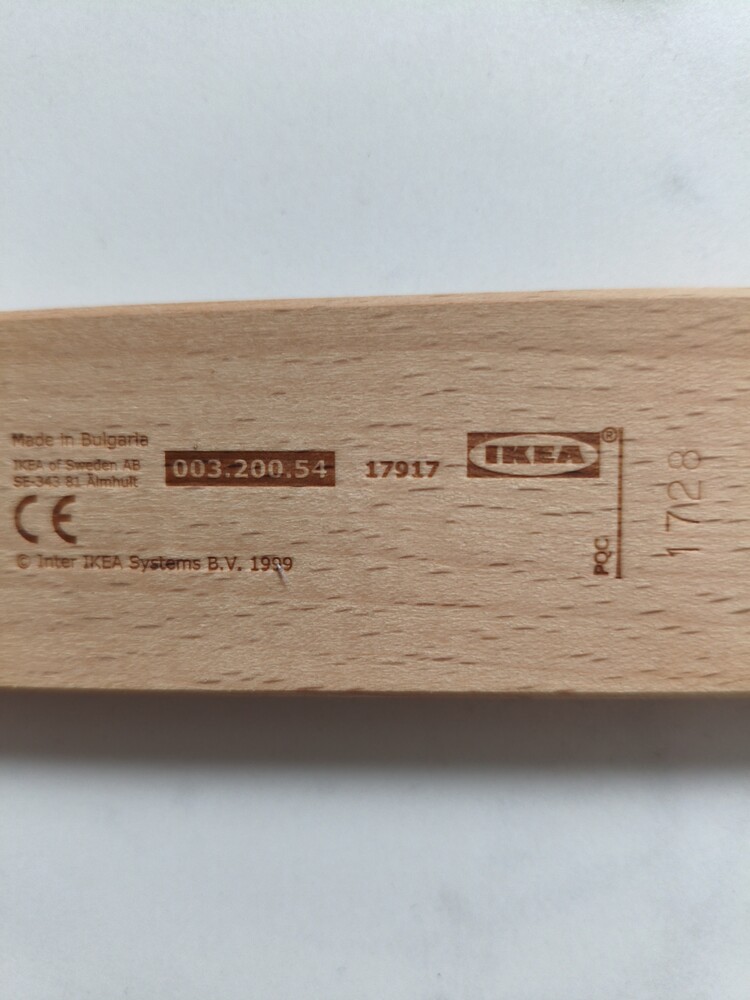 Made in Bulgaria
IKEA of Sweden AB
SE-343 81 Älmhult
003.200.54
17917
IKEA®
CE
© Inter IKEA Systems B.V. 1999
PQC
1728